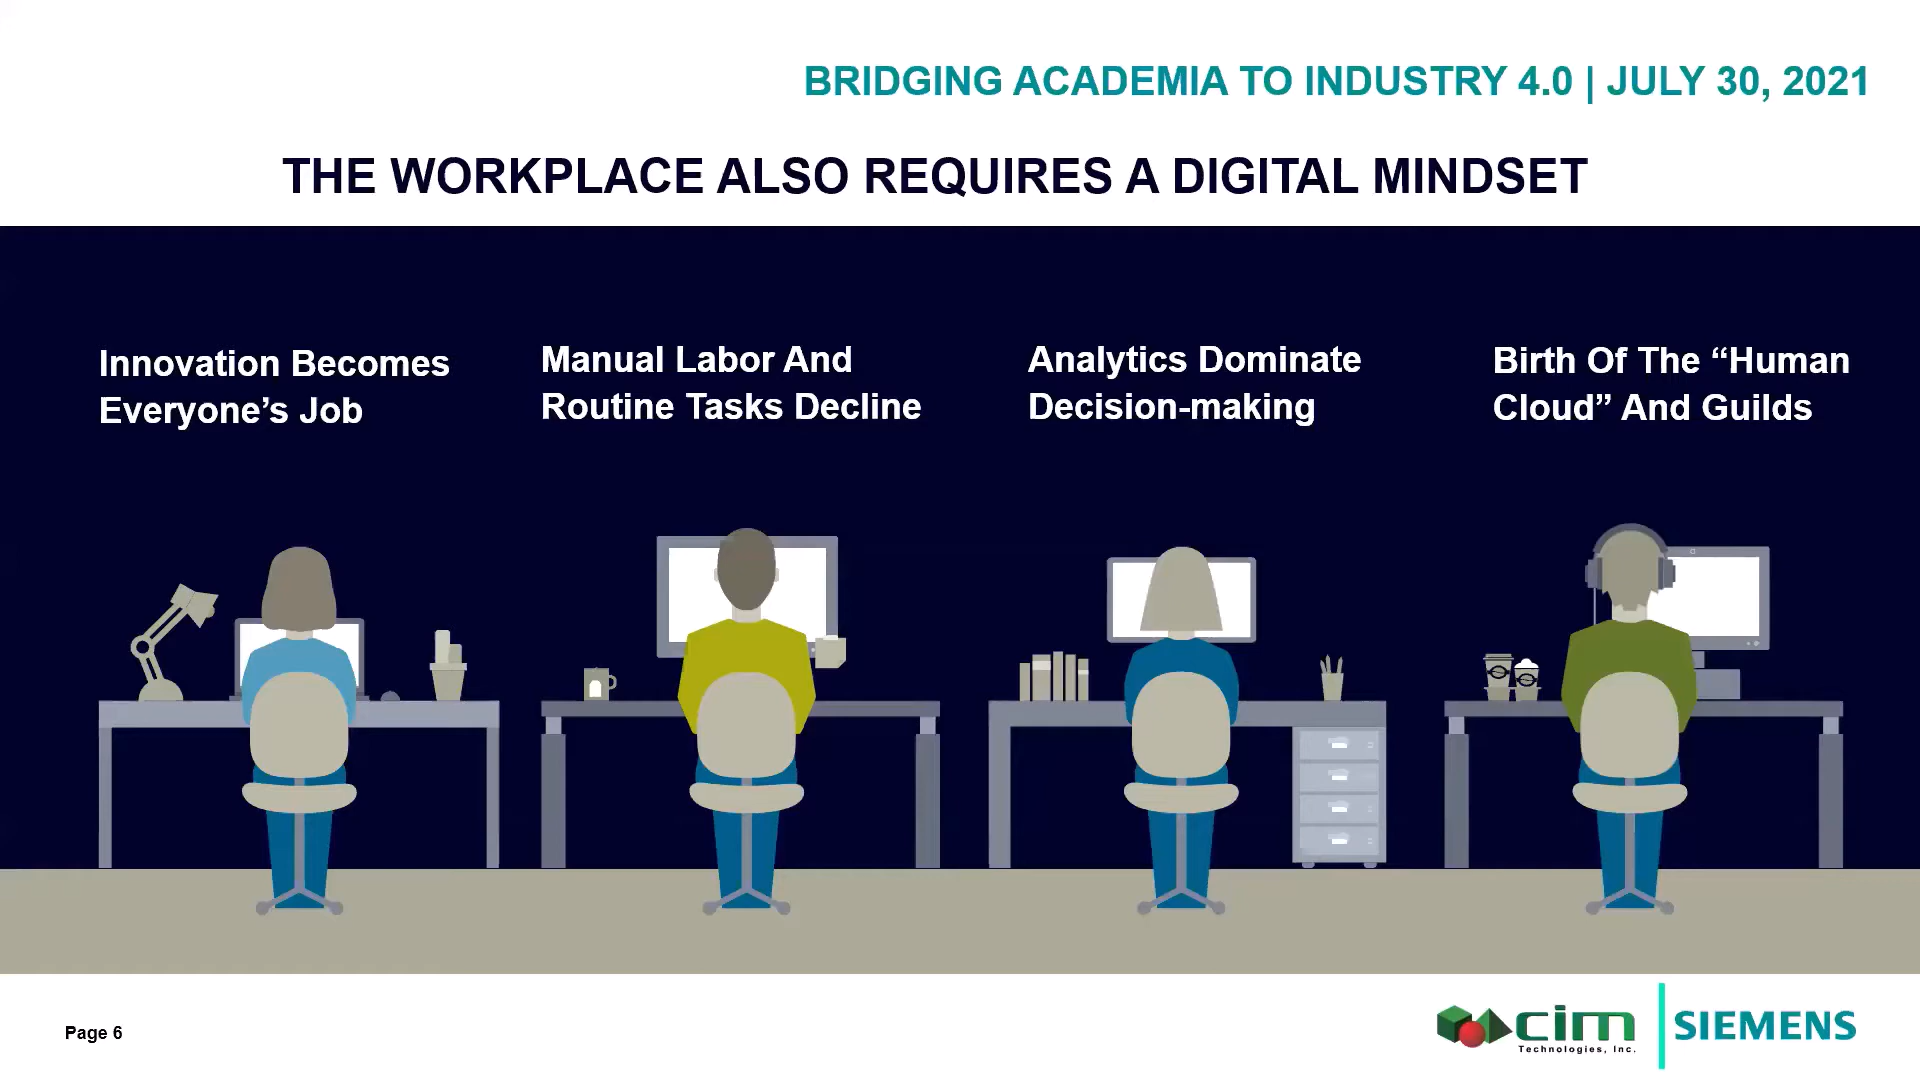 BRIDGING ACADEMIA TO INDUSTRY 4.0 | JULY 30, 2021
THE WORKPLACE ALSO REQUIRES A DIGITAL MINDSET
Innovation Becomes
Everyone’s Job
Manual Labor And
Routine Tasks Decline
Analytics Dominate
Decision-making
Birth Of The “Human
Cloud” And Guilds
Page 6
cim
Technologies, Inc.
SIEMENS